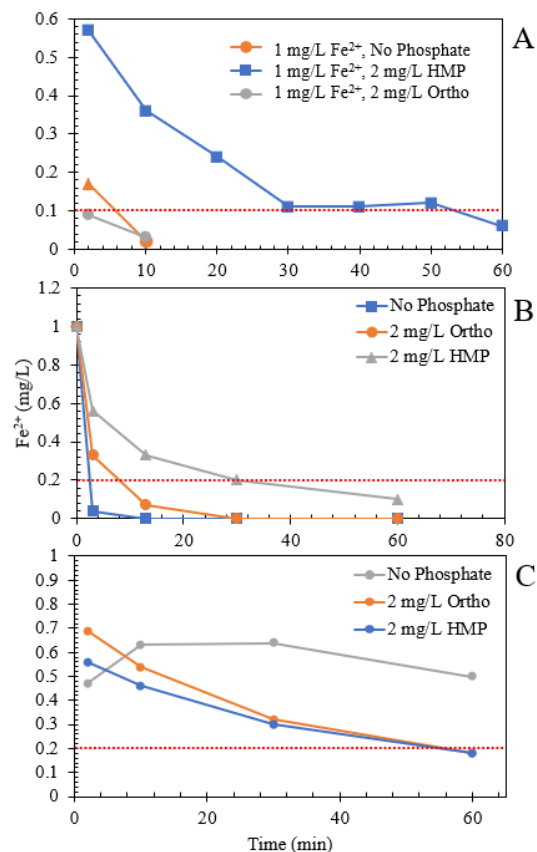 0.6
A
1 mg/L Fe²⁺, No Phosphate
1 mg/L Fe²⁺, 2 mg/L HMP
1 mg/L Fe²⁺, 2 mg/L Ortho
0.5
0.4
0.3
0.2
0.1
0
0 10 20 30 40 50 60
1.2
B
No Phosphate
2 mg/L Ortho
2 mg/L HMP
1
0.8
0.6
0.4
0.2
0
Fe²⁺ (mg/L)
0 20 40 60 80
1
C
No Phosphate
2 mg/L Ortho
2 mg/L HMP
0.9
0.8
0.7
0.6
0.5
0.4
0.3
0.2
0.1
0
0 20 40 60
Time (min)